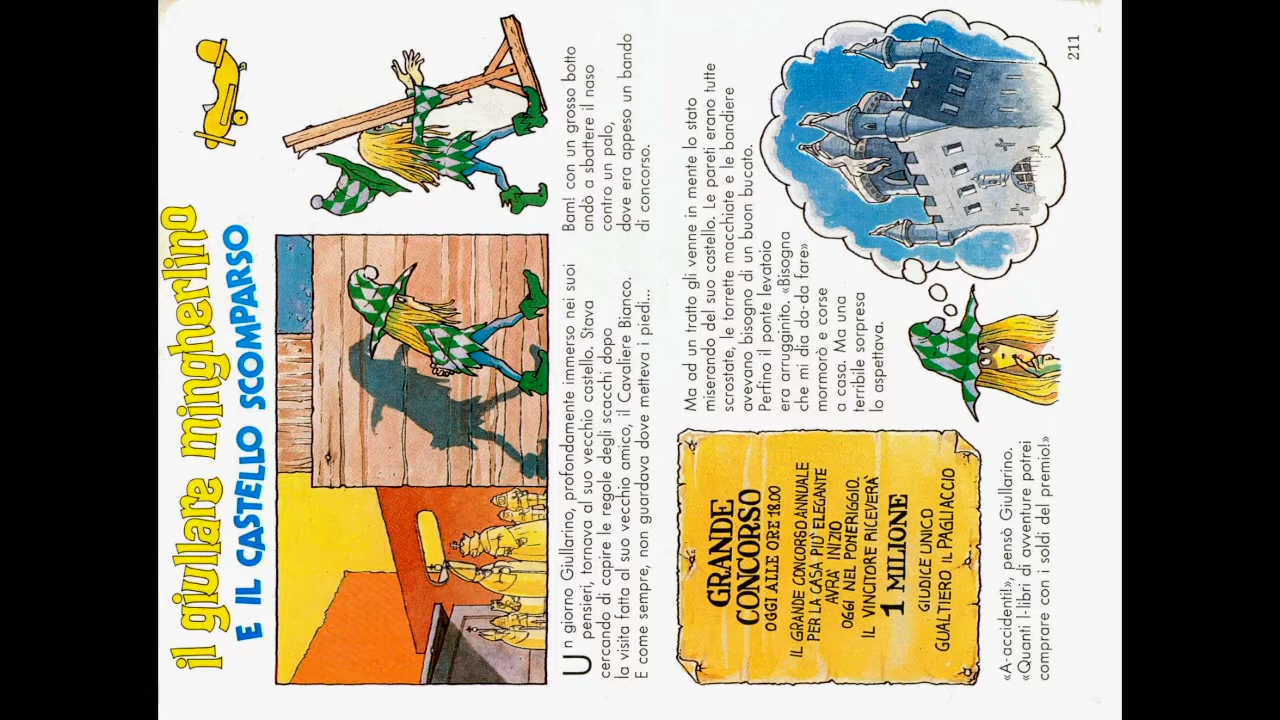 il giullare mingherlino
E IL CASTELLO SCOMPARSO
Un giorno Giullarino, profondamente immerso nei suoi
pensieri, tornava al suo vecchio castello. Stava
cercando di capire le regole degli scacchi dopo
la visita fatta al suo vecchio amico, il Cavaliere Bianco.
E come sempre, non guardava dove metteva i piedi...
Bam! con un grosso botto
andò a sbattere il naso
contro un palo,
dove era appeso un bando
di concorso.
GRANDE
CONCORSO
OGGI ALLE ORE 18.00
IL GRANDE CONCORSO ANNUALE
PER LA CASA PIÙ ELEGANTE
AVRÀ INIZIO
OGGI NEL POMERIGGIO.
IL VINCITORE RICEVERÀ
1 MILIONE
GIUDICE UNICO
GUALTIERO IL PAGLIACCIO
«A-accidenti!», pensò Giullarino.
«Quanti l-libri di avventure potrei
comprare con i soldi del premio!»
Ma ad un tratto gli venne in mente lo stato
miserando del suo castello. Le pareti erano tutte
scrostate, le torrette macchiate e le bandiere
avevano bisogno di un buon bucato.
Perfino il ponte levatoio
era arrugginito. «Bisogna
che mi dia da-da fare»
mormorò e corse
a casa. Ma una
terribile sorpresa
lo aspettava.
211